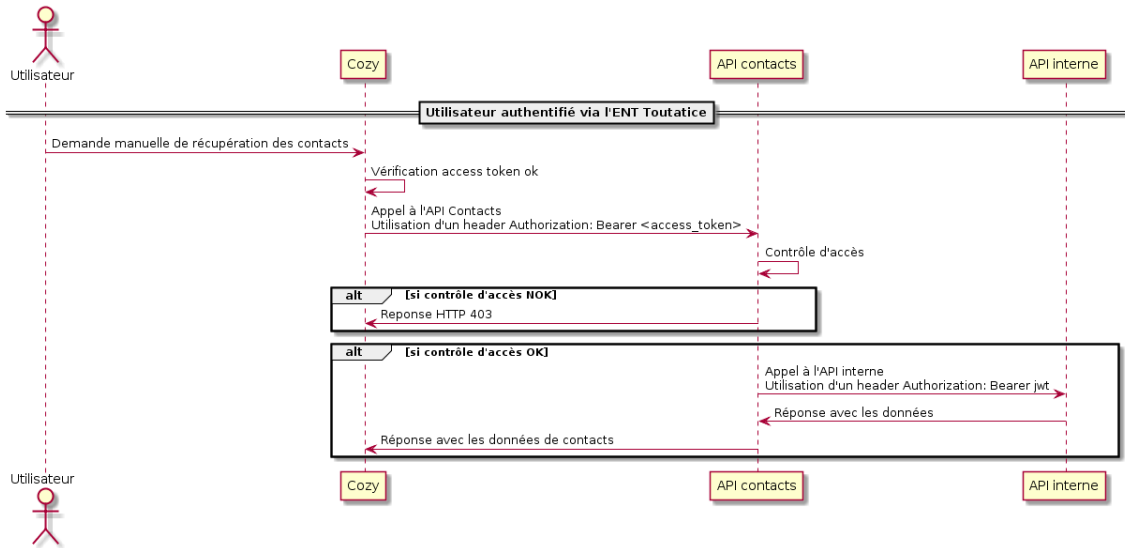 Utilisateur
Cozy
API contacts
API interne
Utilisateur authentifié via l'ENT Toutatice
Demande manuelle de récupération des contacts
Vérification access token ok
Appel à l'API Contacts
Utilisation d'un header Authorization: Bearer <access_token>
Contrôle d'accès
alt [si contrôle d'accès NOK]
Reponse HTTP 403
alt [si contrôle d'accès OK]
Appel à l'API interne
Utilisation d'un header Authorization: Bearer jwt
Réponse avec les données
Réponse avec les données de contacts
Utilisateur
Cozy
API contacts
API interne